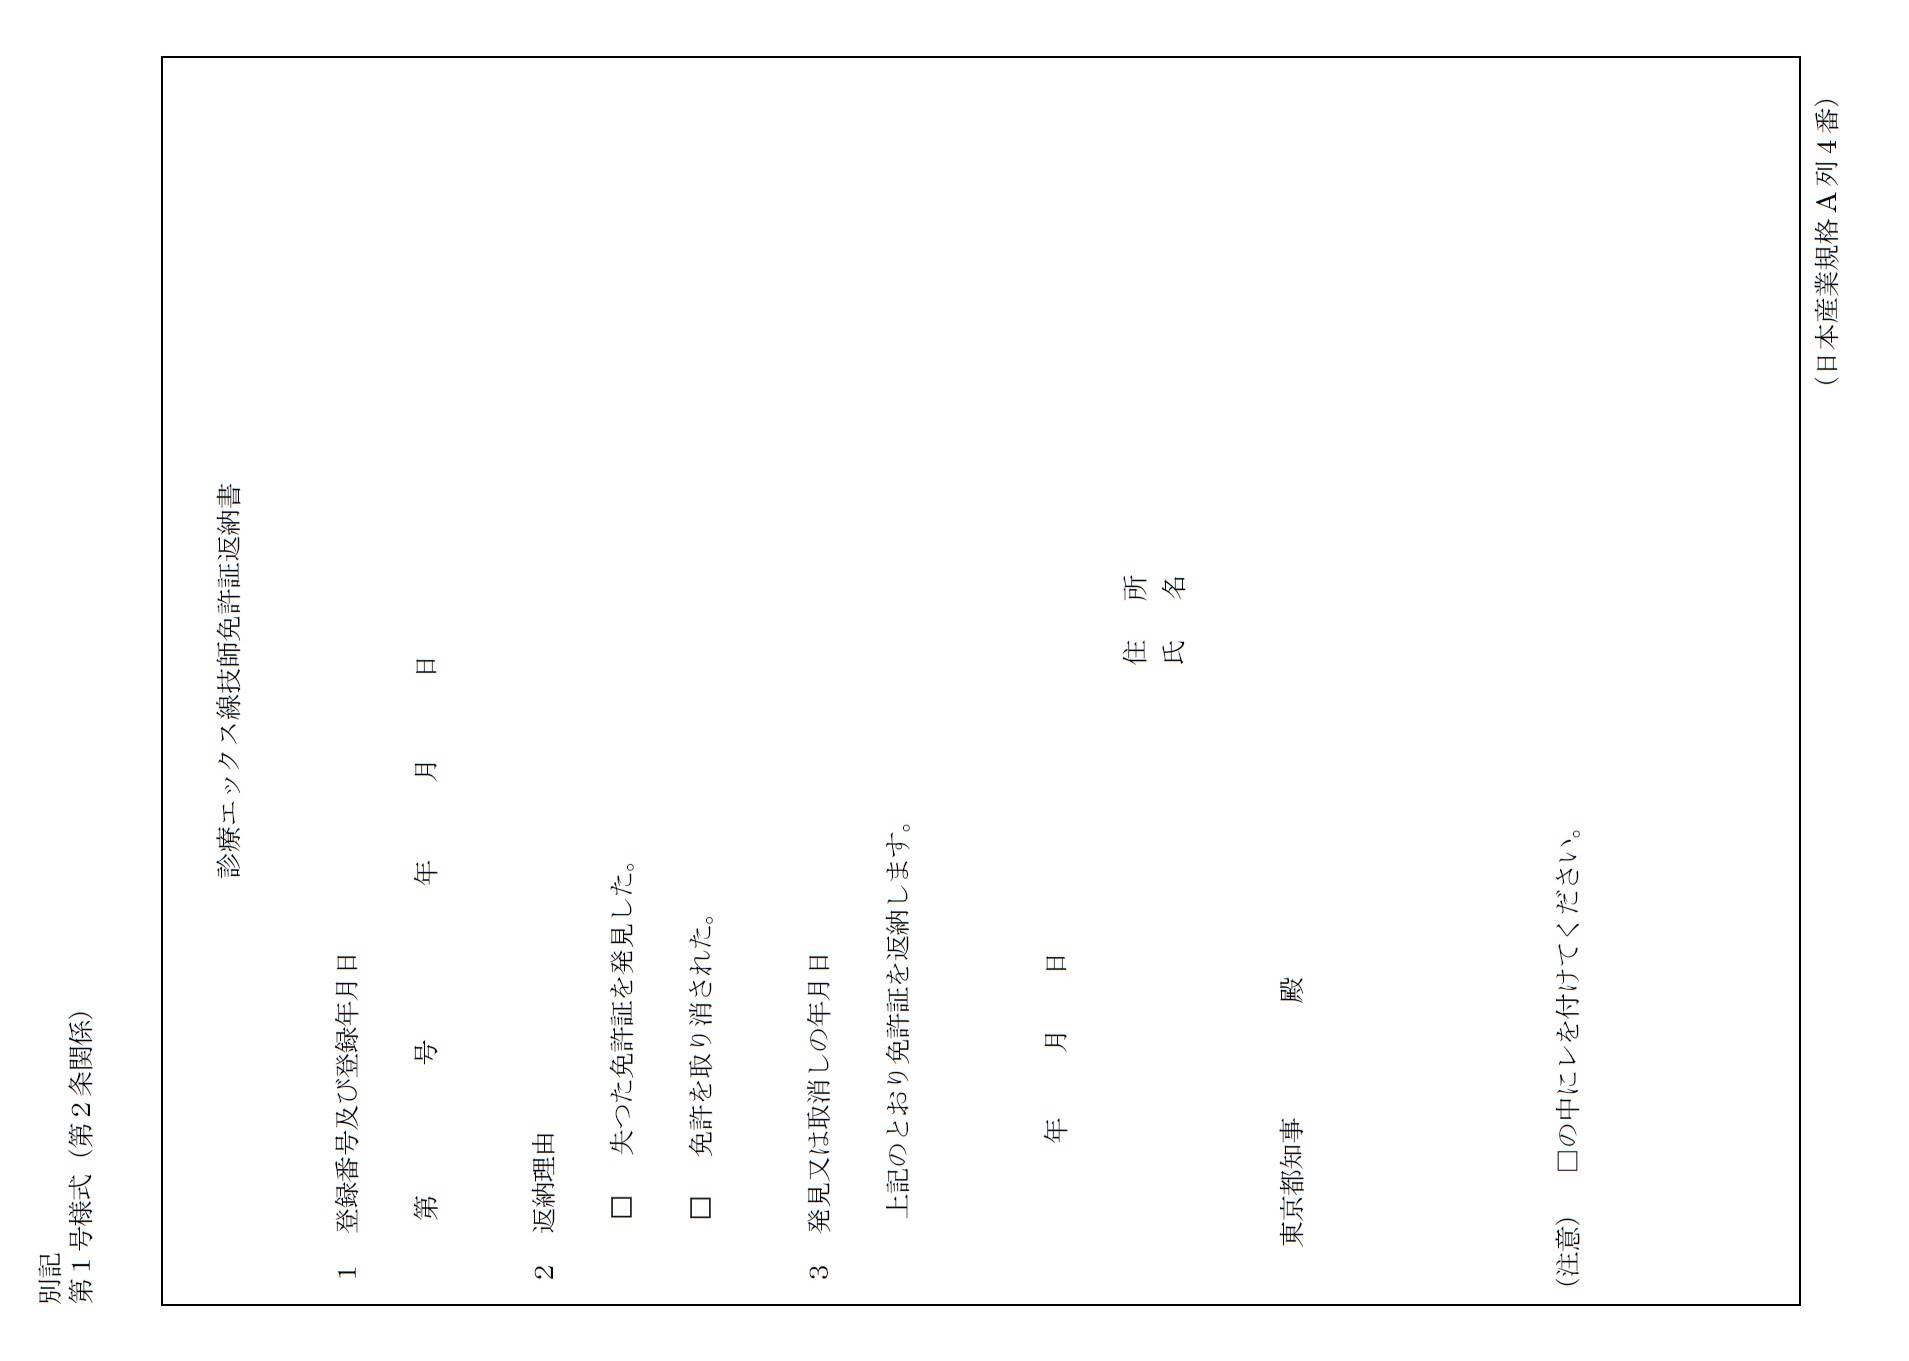 別記
第1号様式（第2条関係）
診療エックス線技師免許証返納書
1　登録番号及び登録年月日
第　　　　　号　　　　　　年　　　月　　　日
2　返納理由
□　失つた免許証を発見した。
□　免許を取り消された。
3　発見又は取消しの年月日
上記のとおり免許証を返納します。
年　　　月　　　日
住　所
氏　名
東京都知事　　　　殿
（注意）　□の中にレを付けてください。
（日本産業規格A列4番）